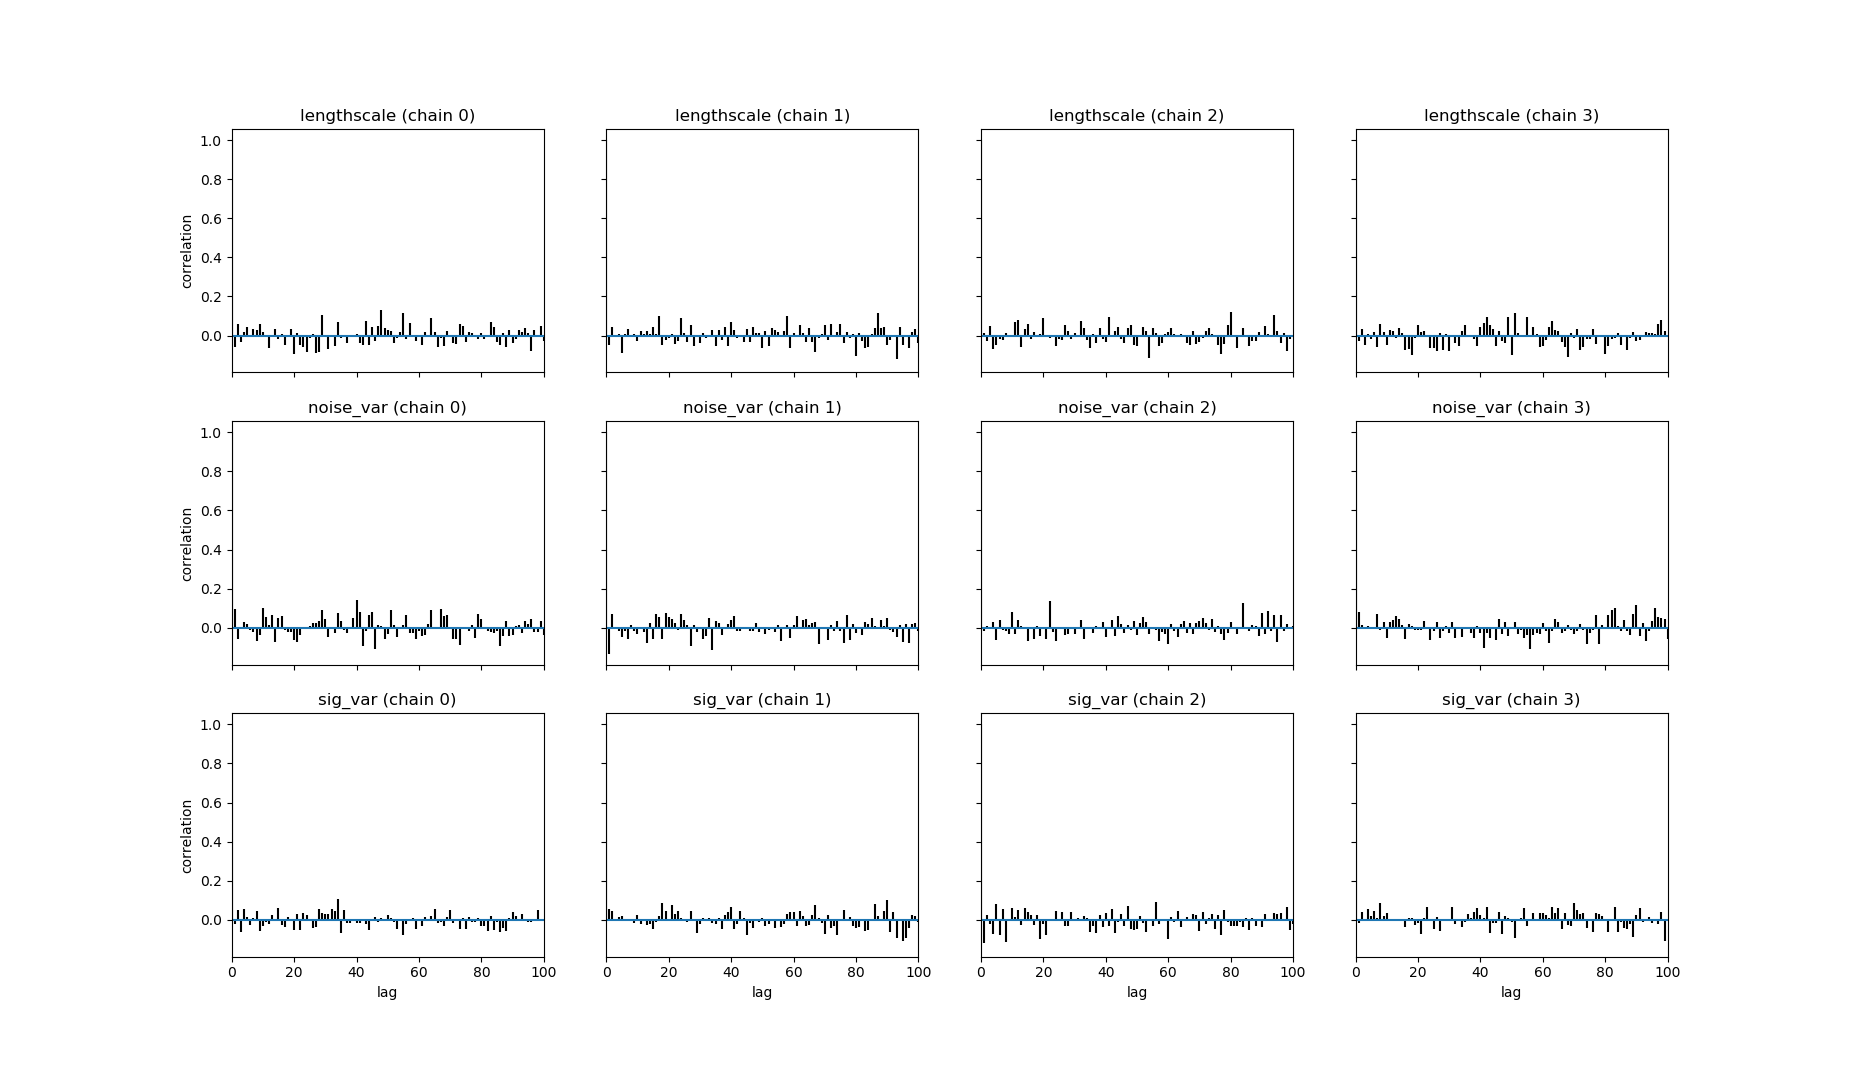 lengthscale (chain 0) lengthscale (chain 1) lengthscale (chain 2) lengthscale (chain 3)
1.0
0.8
0.6
0.4
0.2
0.0
correlation
noise_var (chain 0) noise_var (chain 1) noise_var (chain 2) noise_var (chain 3)
1.0
0.8
0.6
0.4
0.2
0.0
correlation
sig_var (chain 0) sig_var (chain 1) sig_var (chain 2) sig_var (chain 3)
1.0
0.8
0.6
0.4
0.2
0.0
correlation
0 20 40 60 80 100 0 20 40 60 80 100 0 20 40 60 80 100 0 20 40 60 80 100
lag lag lag lag